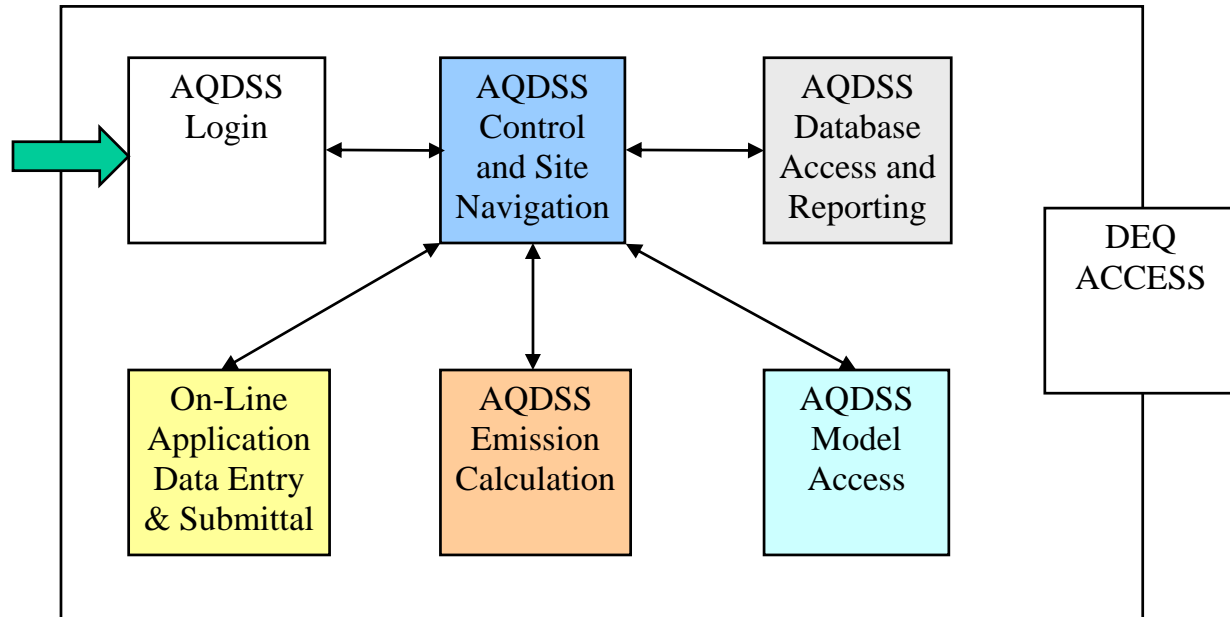 AQDSS
Login
AQDSS
Control
and Site
Navigation
AQDSS
Database
Access and
Reporting
DEQ
ACCESS
On-Line
Application
Data Entry
& Submittal
AQDSS
Emission
Calculation
AQDSS
Model
Access